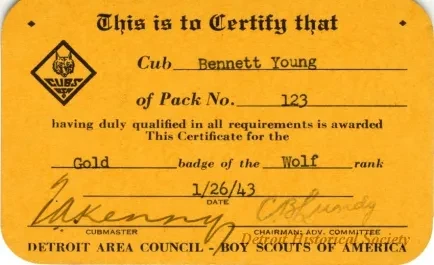 This is to Certify that
CUBS
BSA
Cub Bennett Young
of Pack No. 123
having duly qualified in all requirements is awarded
This Certificate for the
Gold badge of the Wolf rank
1/26/43
DATE
CUBMASTER CHAIRMAN, ADV. COMMITTEE
Detroit Historical Society
DETROIT AREA COUNCIL - BOY SCOUTS OF AMERICA